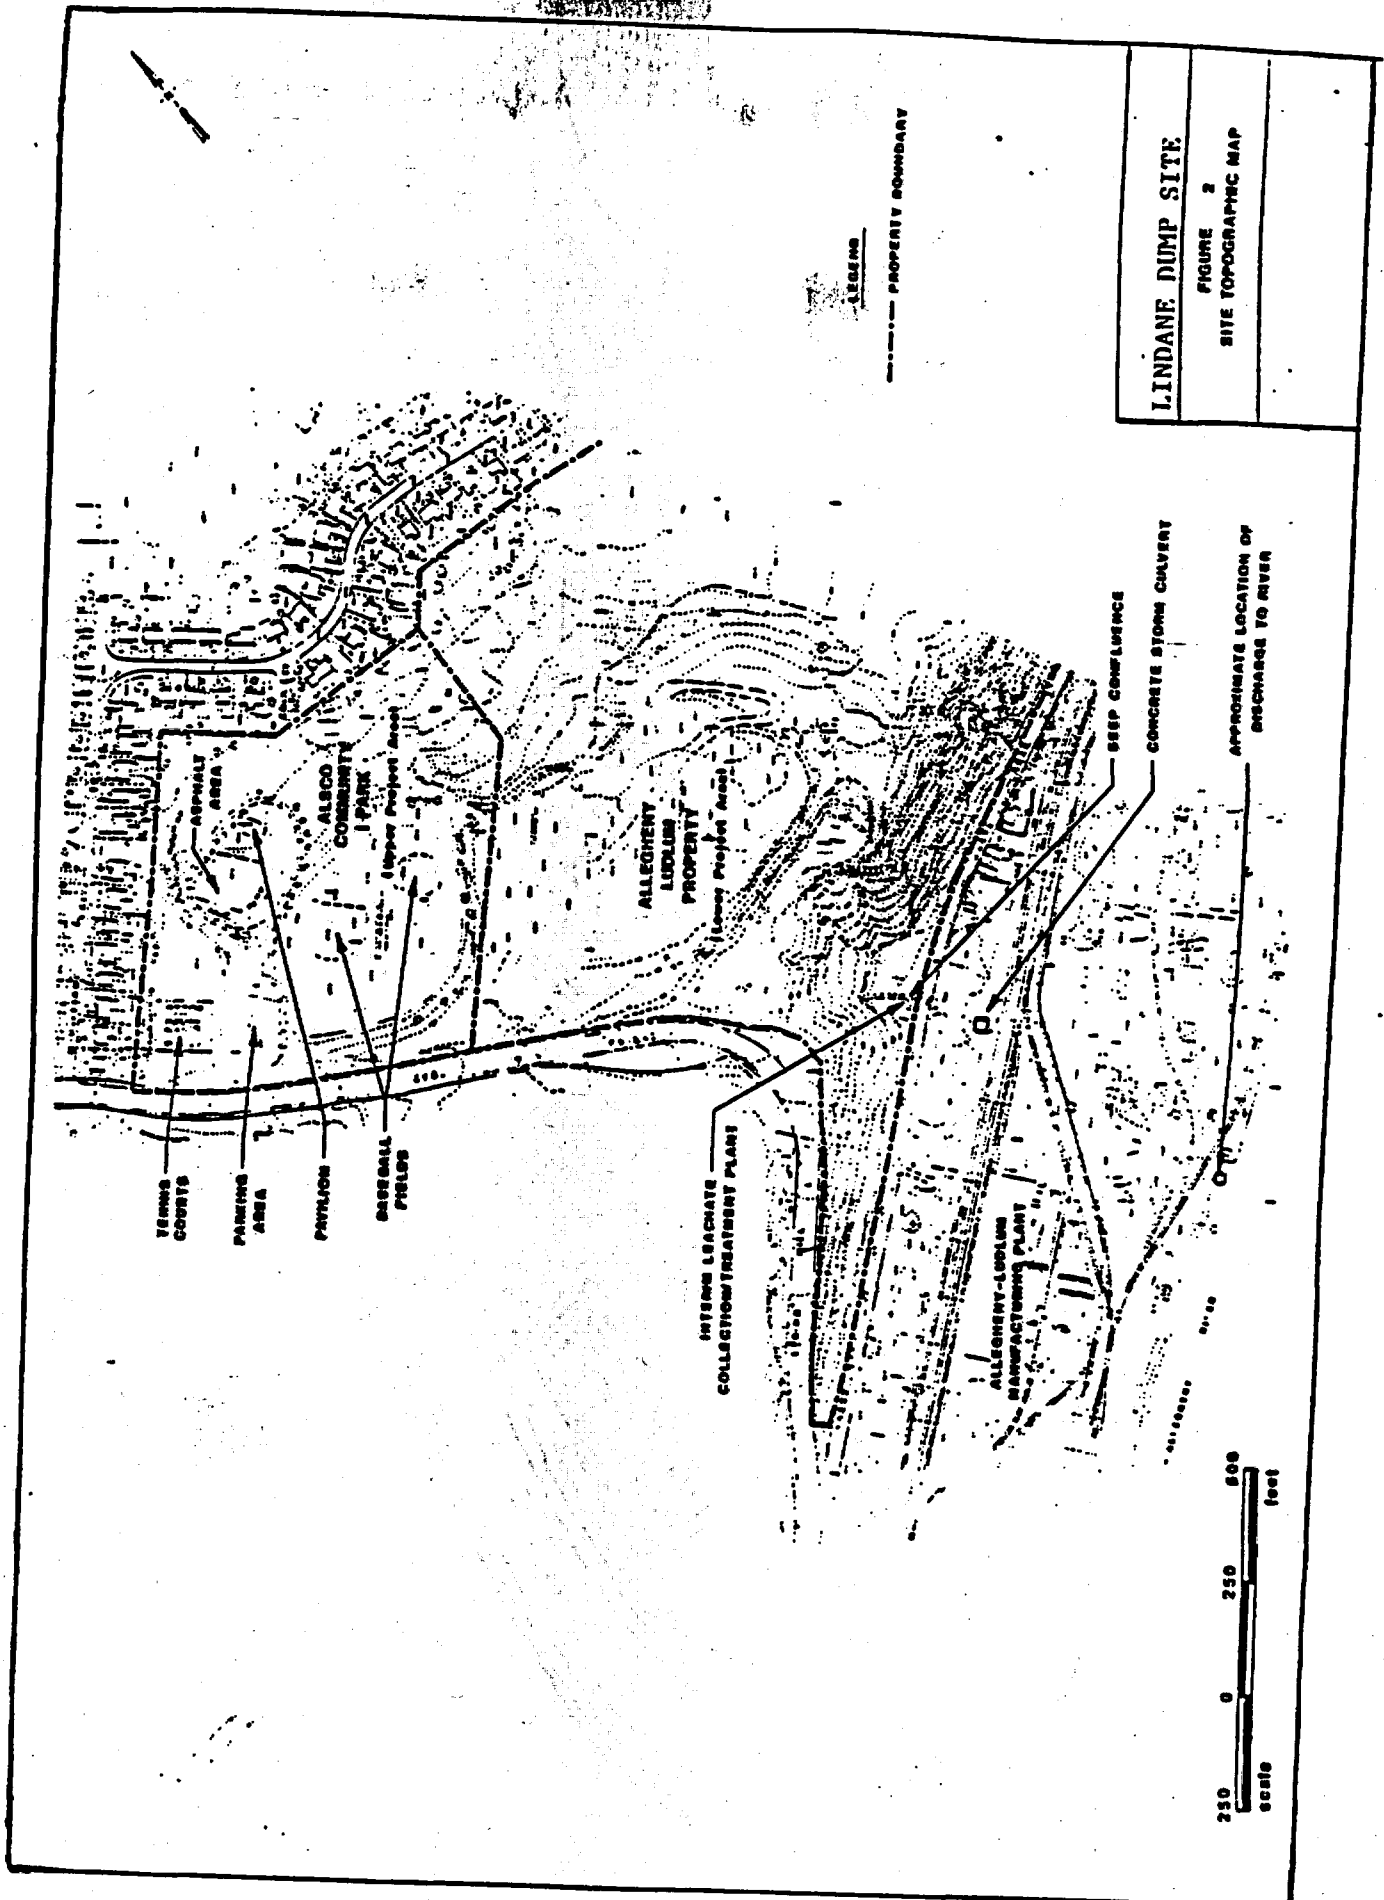 LINDANE DUMP SITE
FIGURE 2
SITE TOPOGRAPHIC MAP
LEGEND
PROPERTY BOUNDARY
ASPHALT
AREA
ALSCO
COMMUNITY
PARK
(Upper Project Area)
ALLEGHENY
LUDLUM
PROPERTY
(Lower Project Area)
TENNIS
COURTS
PARKING
AREA
PAVILION
BASEBALL
FIELDS
INTERIM LEACHATE
COLLECTION/TREATMENT PLANT
SEEP CONFLUENCE
CONCRETE STORM CULVERT
APPROXIMATE LOCATION OF
DISCHARGE TO RIVER
ALLEGHENY-LUDLUM
MANUFACTURING PLANT
250 0 250 500
scale feet